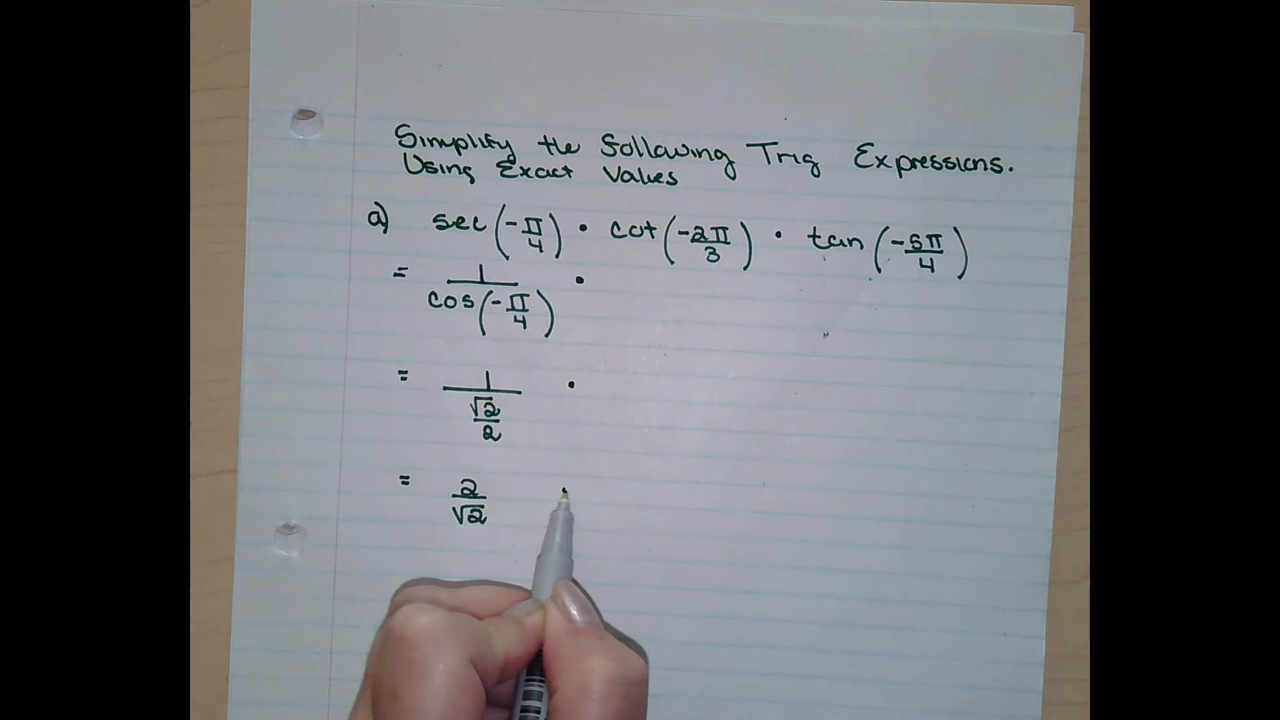 Simplify the Following Trig Expressions.
Using Exact Values
a) sec(-π/4) · cot(-2π/3) · tan(-5π/4)
= 1/cos(-π/4) ·
= 1/(√2/2) ·
= 2/√2 ·